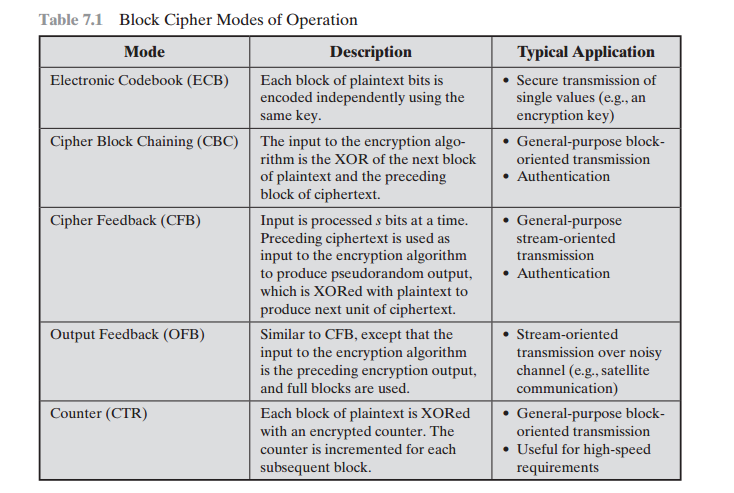 Table 7.1 Block Cipher Modes of Operation
Mode Description Typical Application
Electronic Codebook (ECB) Each block of plaintext bits is • Secure transmission of
encoded independently using the single values (e.g., an
same key. encryption key)
Cipher Block Chaining (CBC) The input to the encryption algo- • General-purpose block-
rithm is the XOR of the next block oriented transmission
of plaintext and the preceding • Authentication
block of ciphertext.
Cipher Feedback (CFB) Input is processed s bits at a time. • General-purpose
Preceding ciphertext is used as stream-oriented
input to the encryption algorithm transmission
to produce pseudorandom output, • Authentication
which is XORed with plaintext to
produce next unit of ciphertext.
Output Feedback (OFB) Similar to CFB, except that the • Stream-oriented
input to the encryption algorithm transmission over noisy
is the preceding encryption output, channel (e.g., satellite
and full blocks are used. communication)
Counter (CTR) Each block of plaintext is XORed • General-purpose block-
with an encrypted counter. The oriented transmission
counter is incremented for each • Useful for high-speed
subsequent block. requirements